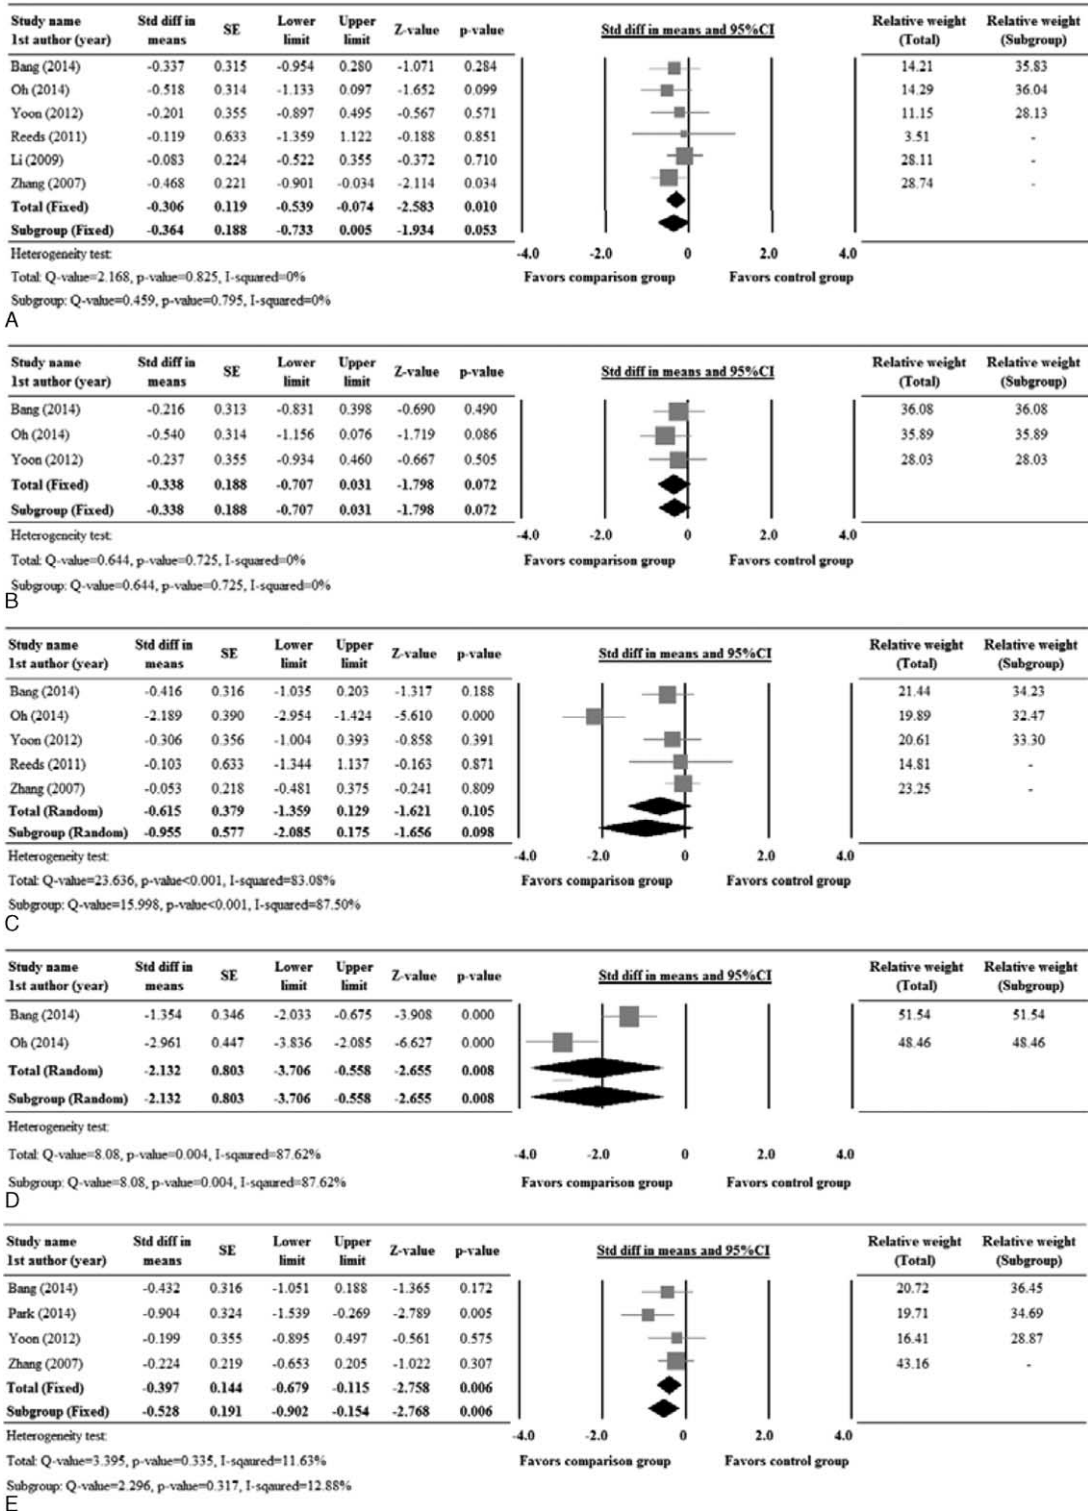 Study name Std diff in SE Lower Upper Z-value p-value Std diff in means and 95%CI Relative weight Relative weight
1st author (year) means limit limit (Total) (Subgroup)
Bang (2014) -0.337 0.315 -0.954 0.280 -1.071 0.284 14.21 35.83
Oh (2014) -0.518 0.314 -1.133 0.097 -1.652 0.099 14.29 36.04
Yoon (2012) -0.201 0.355 -0.897 0.495 -0.567 0.571 11.15 28.13
Reeds (2011) -0.119 0.633 -1.359 1.122 -0.188 0.851 3.51 -
Li (2009) -0.083 0.224 -0.522 0.355 -0.372 0.710 28.11 -
Zhang (2007) -0.468 0.221 -0.901 -0.034 -2.114 0.034 28.74 -
Total (Fixed) -0.306 0.119 -0.539 -0.074 -2.583 0.010
Subgroup (Fixed) -0.364 0.188 -0.733 0.005 -1.934 0.053
Heterogeneity test: -4.0 -2.0 0 2.0 4.0
Total: Q-value=2.168, p-value=0.825, I-squared=0% Favors comparison group Favors control group
Subgroup: Q-value=0.459, p-value=0.795, I-squared=0%
A
Study name Std diff in SE Lower Upper Z-value p-value Std diff in means and 95%CI Relative weight Relative weight
1st author (year) means limit limit (Total) (Subgroup)
Bang (2014) -0.216 0.313 -0.831 0.398 -0.690 0.490 36.08 36.08
Oh (2014) -0.540 0.314 -1.156 0.076 -1.719 0.086 35.89 35.89
Yoon (2012) -0.237 0.355 -0.934 0.460 -0.667 0.505 28.03 28.03
Total (Fixed) -0.338 0.188 -0.707 0.031 -1.798 0.072
Subgroup (Fixed) -0.338 0.188 -0.707 0.031 -1.798 0.072
Heterogeneity test: -4.0 -2.0 0 2.0 4.0
Total: Q-value=0.644, p-value=0.725, I-squared=0% Favors comparison group Favors control group
Subgroup: Q-value=0.644, p-value=0.725, I-squared=0%
B
Study name Std diff in SE Lower Upper Z-value p-value Std diff in means and 95%CI Relative weight Relative weight
1st author (year) means limit limit (Total) (Subgroup)
Bang (2014) -0.416 0.316 -1.035 0.203 -1.317 0.188 21.44 34.23
Oh (2014) -2.189 0.390 -2.954 -1.424 -5.610 0.000 19.89 32.47
Yoon (2012) -0.306 0.356 -1.004 0.393 -0.858 0.391 20.61 33.30
Reeds (2011) -0.103 0.633 -1.344 1.137 -0.163 0.871 14.81 -
Zhang (2007) -0.053 0.218 -0.481 0.375 -0.241 0.809 23.25 -
Total (Random) -0.615 0.379 -1.359 0.129 -1.621 0.105
Subgroup (Random) -0.955 0.577 -2.085 0.175 -1.656 0.098
Heterogeneity test: -4.0 -2.0 0 2.0 4.0
Total: Q-value=23.636, p-value<0.001, I-squared=83.08% Favors comparison group Favors control group
Subgroup: Q-value=15.998, p-value<0.001, I-squared=87.50%
C
Study name Std diff in SE Lower Upper Z-value p-value Std diff in means and 95%CI Relative weight Relative weight
1st author (year) means limit limit (Total) (Subgroup)
Bang (2014) -1.354 0.346 -2.033 -0.675 -3.908 0.000 51.54 51.54
Oh (2014) -2.961 0.447 -3.836 -2.085 -6.627 0.000 48.46 48.46
Total (Random) -2.132 0.803 -3.706 -0.558 -2.655 0.008
Subgroup (Random) -2.132 0.803 -3.706 -0.558 -2.655 0.008
Heterogeneity test:
Total: Q-value=8.08, p-value=0.004, I-sqaured=87.62% -4.0 -2.0 0 2.0 4.0
Subgroup: Q-value=8.08, p-value=0.004, I-sqaured=87.62% Favors comparison group Favors control group
D
Study name Std diff in SE Lower Upper Z-value p-value Std diff in means and 95%CI Relative weight Relative weight
1st author (year) means limit limit (Total) (Subgroup)
Bang (2014) -0.432 0.316 -1.051 0.188 -1.365 0.172 20.72 36.45
Park (2014) -0.904 0.324 -1.539 -0.269 -2.789 0.005 19.71 34.69
Yoon (2012) -0.199 0.355 -0.895 0.497 -0.561 0.575 16.41 28.87
Zhang (2007) -0.224 0.219 -0.653 0.205 -1.022 0.307 43.16 -
Total (Fixed) -0.397 0.144 -0.679 -0.115 -2.758 0.006
Subgroup (Fixed) -0.528 0.191 -0.902 -0.154 -2.768 0.006
Heterogeneity test: -4.0 -2.0 0 2.0 4.0
Total: Q-value=3.395, p-value=0.335, I-sqaured=11.63% Favors comparison group Favors control group
Subgroup: Q-value=2.296, p-value=0.317, I-sqaured=12.88%
E